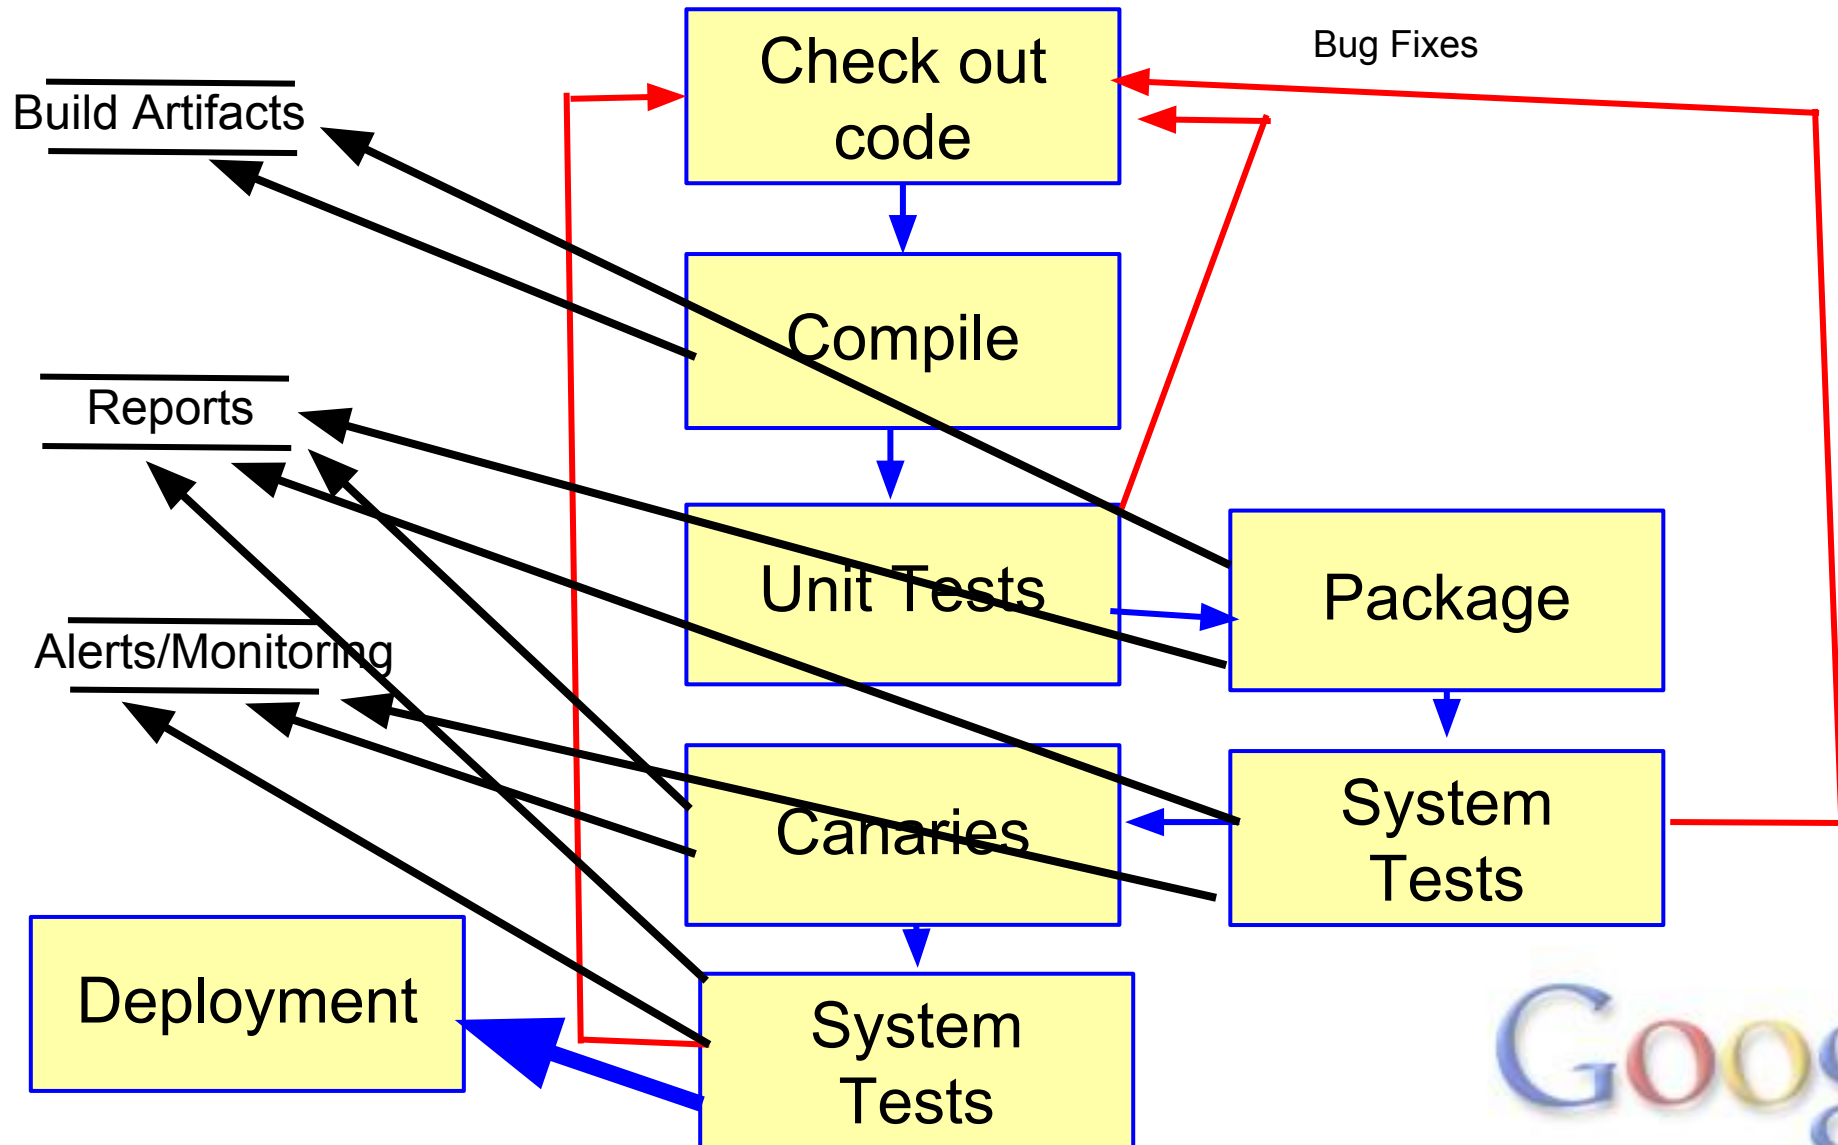 Check out
code
Bug Fixes
Build Artifacts
Compile
Reports
Unit Tests
Package
Alerts/Monitoring
Canaries
System
Tests
Deployment
System
Tests
Goog